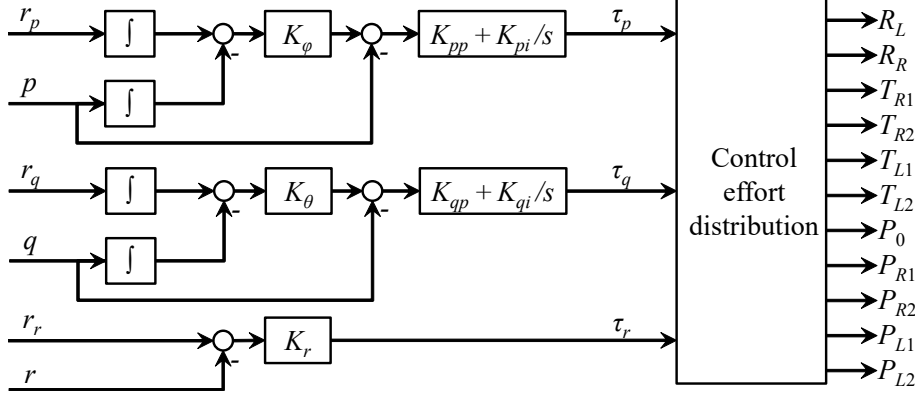 r_p
∫
K_φ
-
K_pp + K_pi/s
τ_p
p
∫
-
r_q
∫
K_θ
-
K_qp + K_qi/s
τ_q
q
∫
-
r_r
K_r
τ_r
r
-
Control
effort
distribution
R_L
R_R
T_R1
T_R2
T_L1
T_L2
P_0
P_R1
P_R2
P_L1
P_L2